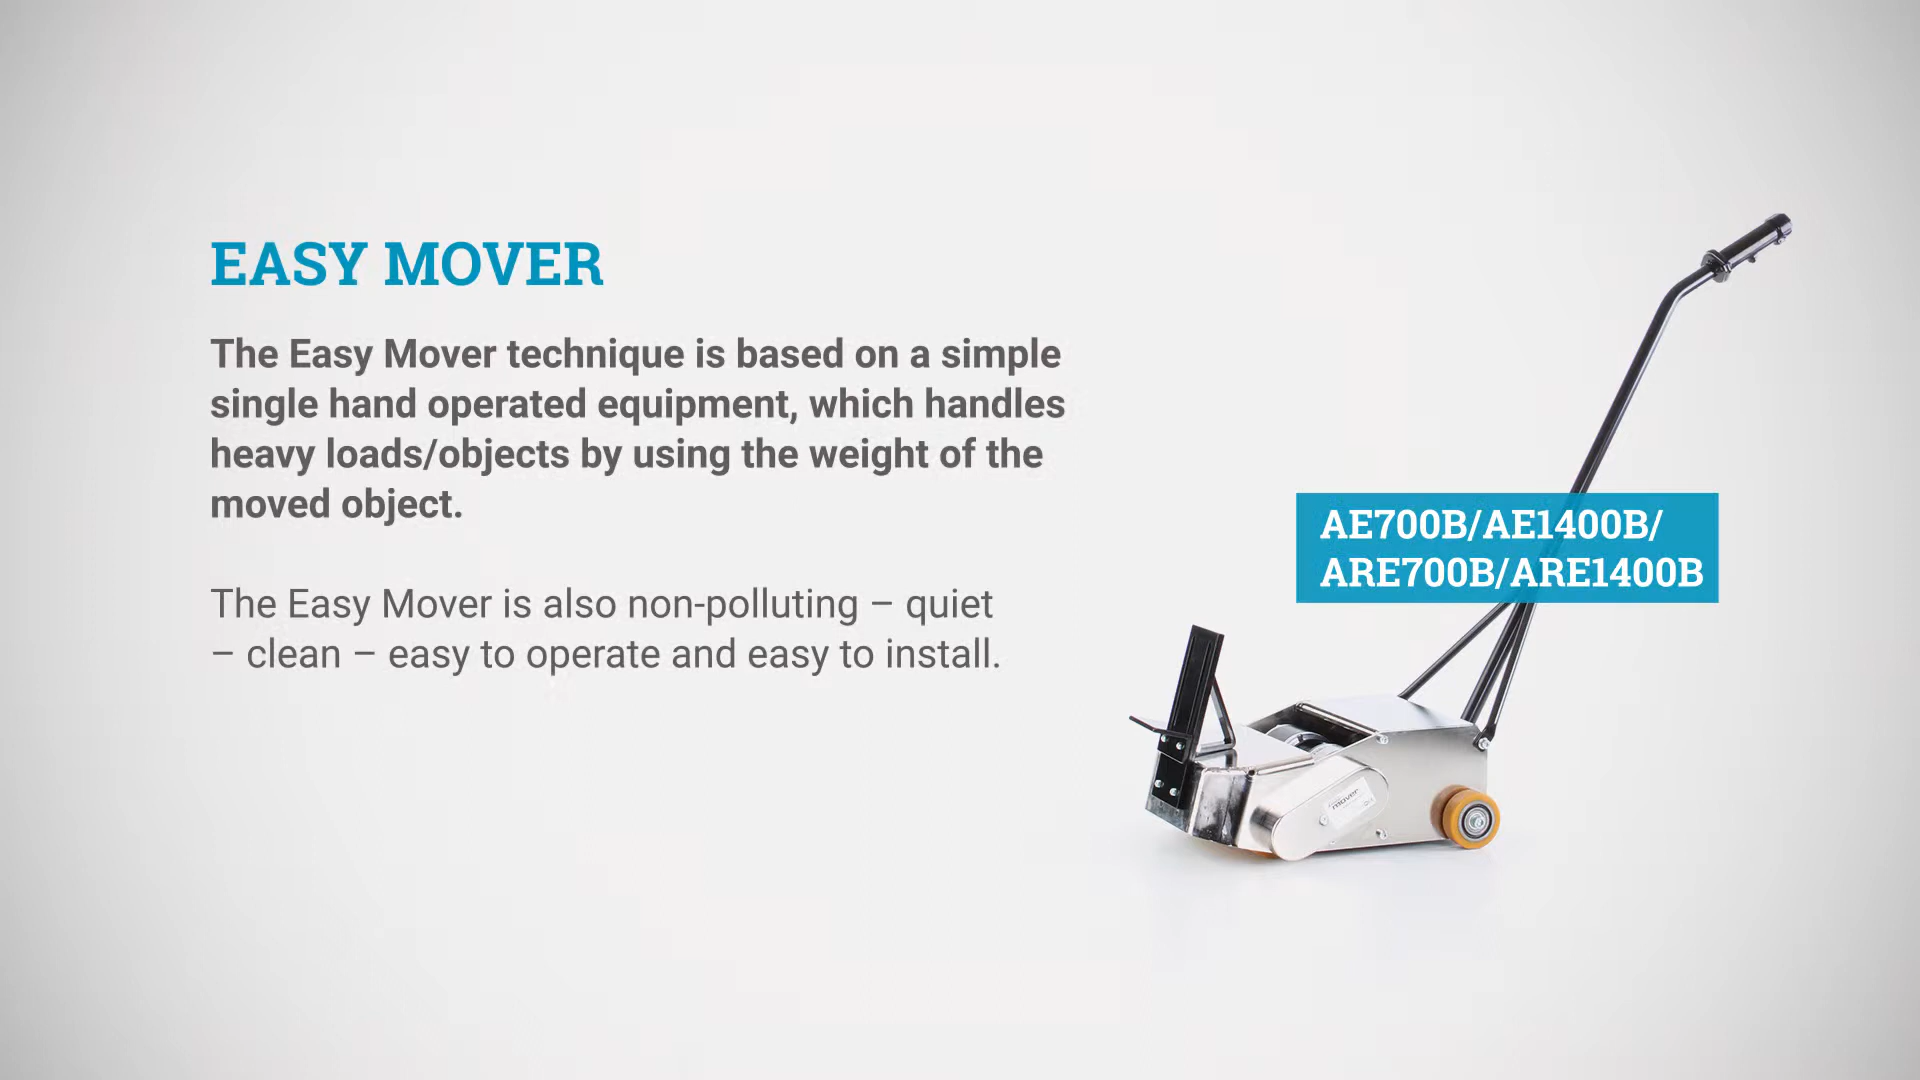 EASY MOVER
The Easy Mover technique is based on a simple
single hand operated equipment, which handles
heavy loads/objects by using the weight of the
moved object.
The Easy Mover is also non-polluting – quiet
– clean – easy to operate and easy to install.
AE700B/AE1400B/
ARE700B/ARE1400B
mover